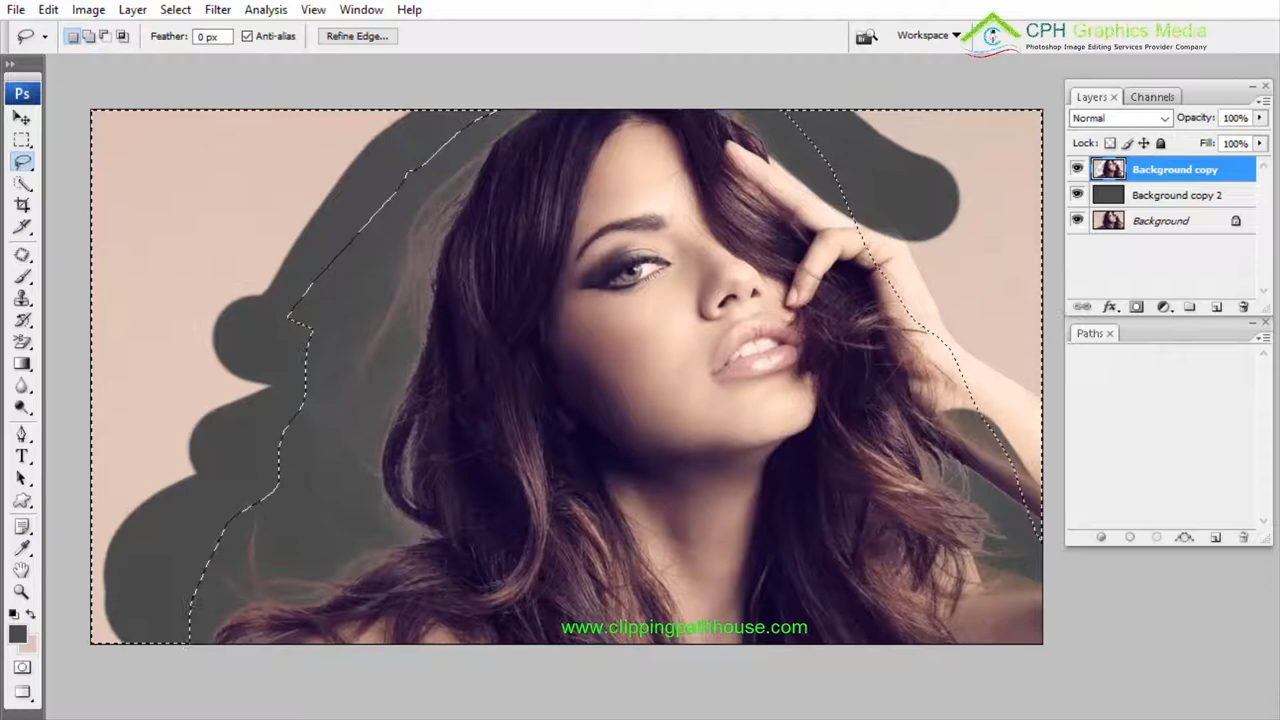 File Edit Image Layer Select Filter Analysis View Window Help
Feather: 0 px Anti-alias Refine Edge... Workspace
CPH Graphics Media
Photoshop Image Editing Services Provider Company
Ps
Layers Channels
Normal Opacity: 100%
Lock: Fill: 100%
Background copy
Background copy 2
Background
fx
Paths
T
www.clippingpathhouse.com